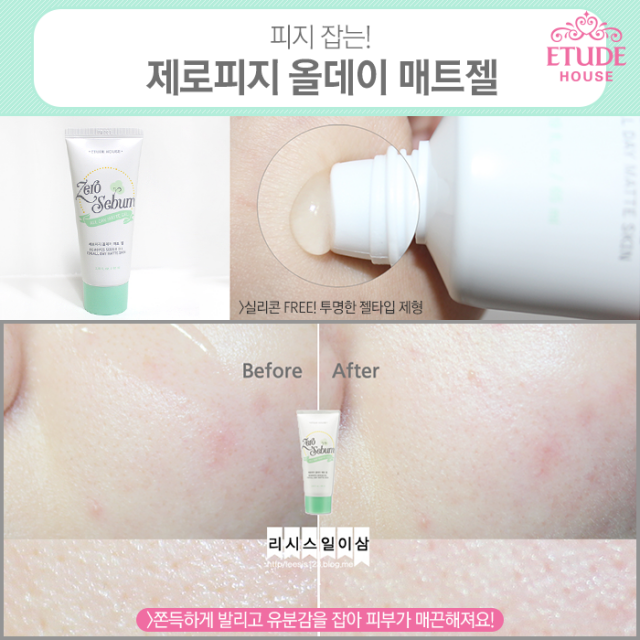 피지 잡는!
제로피지 올데이 매트젤
ETUDE
HOUSE
Zero
Sebum
DAY MATTE SKIN
>실리콘 FREE! 투명한 젤타입 제형
Before
After
Zero
Sebum
리시스일이삼
>쫀득하게 발리고 유분감을 잡아 피부가 매끈해져요!